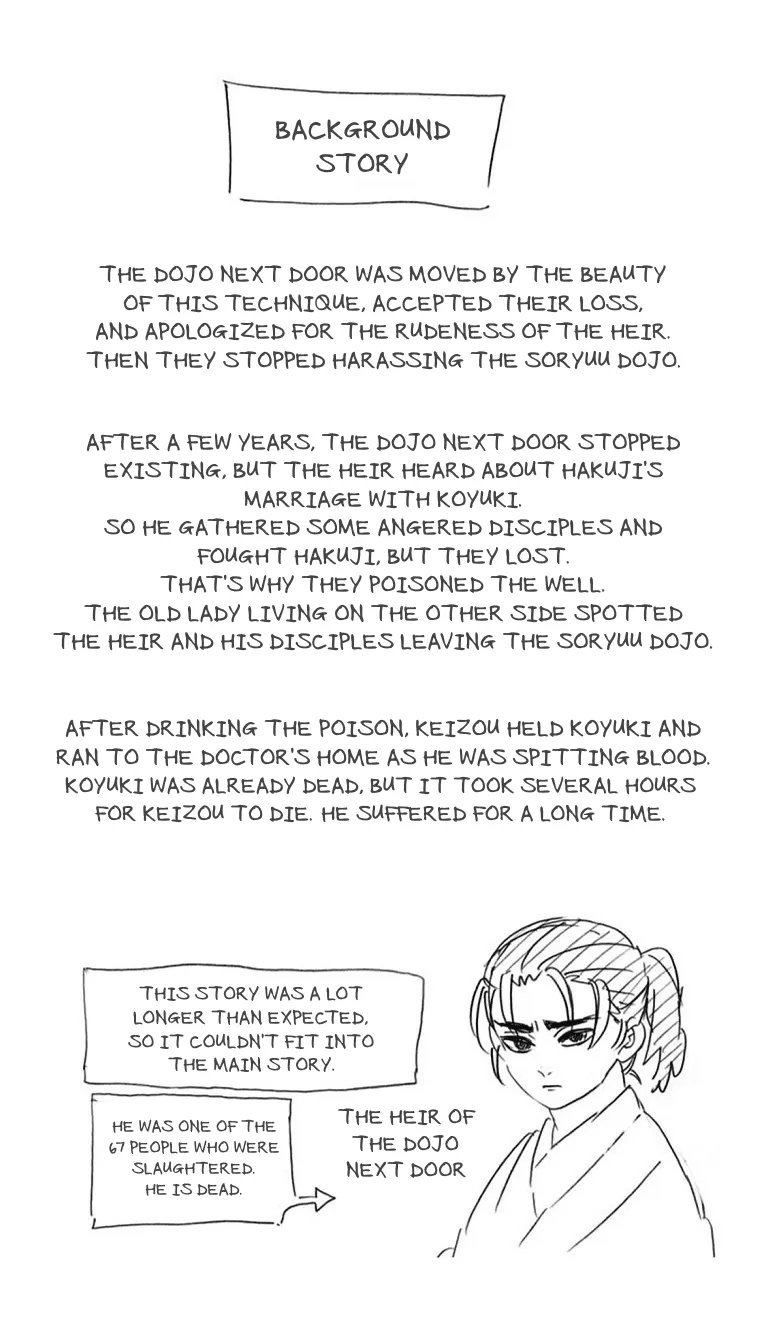 BACKGROUND
STORY
THE DOJO NEXT DOOR WAS MOVED BY THE BEAUTY
OF THIS TECHNIQUE, ACCEPTED THEIR LOSS,
AND APOLOGIZED FOR THE RUDENESS OF THE HEIR.
THEN THEY STOPPED HARASSING THE SORYUU DOJO.
AFTER A FEW YEARS, THE DOJO NEXT DOOR STOPPED
EXISTING, BUT THE HEIR HEARD ABOUT HAKUJI'S
MARRIAGE WITH KOYUKI.
SO HE GATHERED SOME ANGERED DISCIPLES AND
FOUGHT HAKUJI, BUT THEY LOST.
THAT'S WHY THEY POISONED THE WELL.
THE OLD LADY LIVING ON THE OTHER SIDE SPOTTED
THE HEIR AND HIS DISCIPLES LEAVING THE SORYUU DOJO.
AFTER DRINKING THE POISON, KEIZOU HELD KOYUKI AND
RAN TO THE DOCTOR'S HOME AS HE WAS SPITTING BLOOD.
KOYUKI WAS ALREADY DEAD, BUT IT TOOK SEVERAL HOURS
FOR KEIZOU TO DIE. HE SUFFERED FOR A LONG TIME.
THIS STORY WAS A LOT
LONGER THAN EXPECTED,
SO IT COULDN'T FIT INTO
THE MAIN STORY.
HE WAS ONE OF THE
67 PEOPLE WHO WERE
SLAUGHTERED.
HE IS DEAD.
THE HEIR OF
THE DOJO
NEXT DOOR